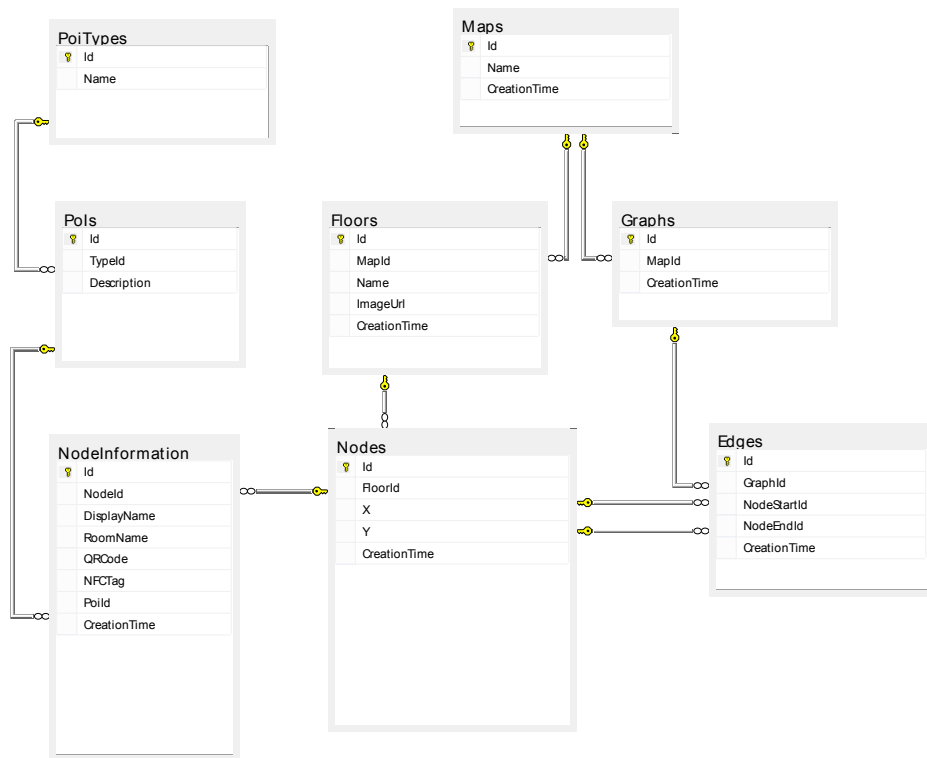 PoiTypes
Id
Name
Maps
Id
Name
CreationTime
PoIs
Id
TypeId
Description
Floors
Id
MapId
Name
ImageUrl
CreationTime
Graphs
Id
MapId
CreationTime
NodeInformation
Id
NodeId
DisplayName
RoomName
QRCode
NFCTag
PoiId
CreationTime
Nodes
Id
FloorId
X
Y
CreationTime
Edges
Id
GraphId
NodeStartId
NodeEndId
CreationTime